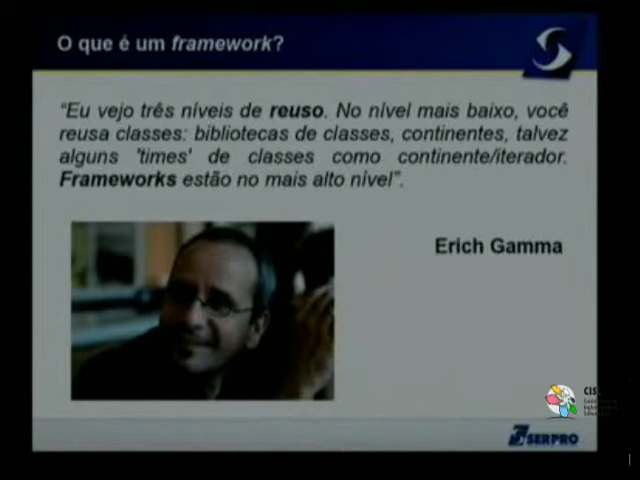 O que é um framework?
“Eu vejo três níveis de reuso. No nível mais baixo, você
reusa classes: bibliotecas de classes, continentes, talvez
alguns 'times' de classes como continente/iterador.
Frameworks estão no mais alto nível”.
Erich Gamma
SERPRO